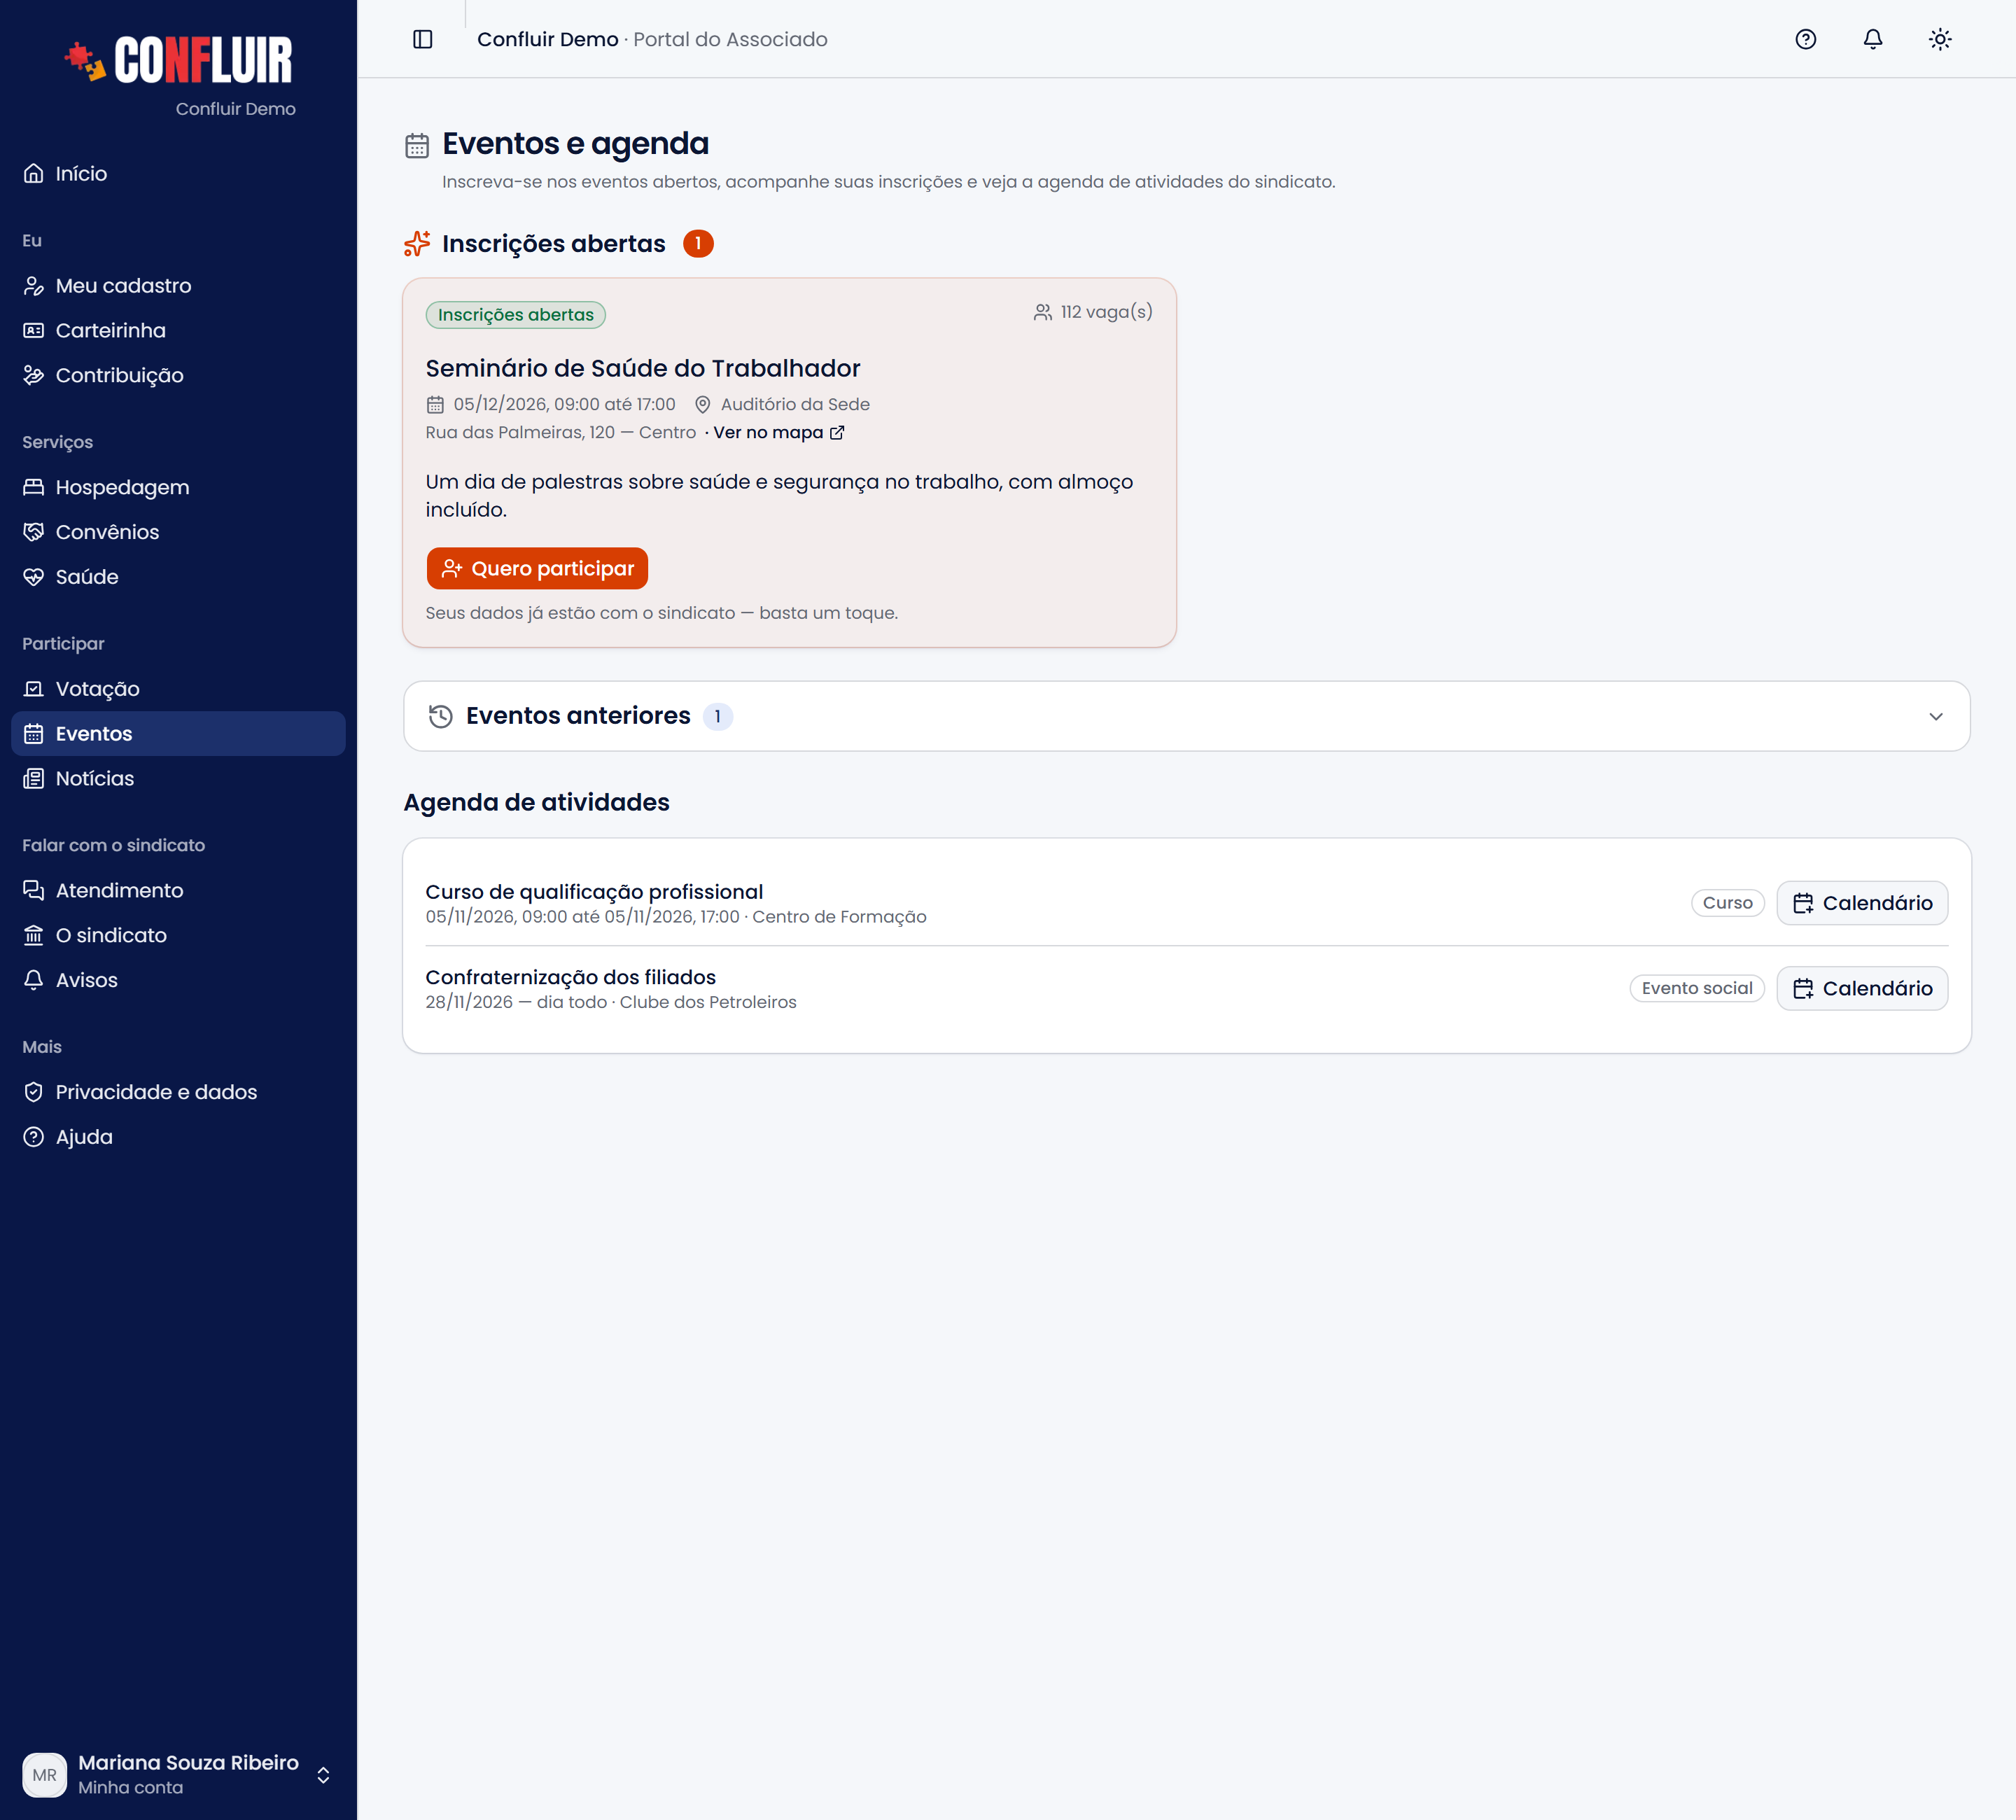 CONFLUIR
Confluir Demo
Início
Eu
Meu cadastro
Carteirinha
Contribuição
Serviços
Hospedagem
Convênios
Saúde
Participar
Votação
Eventos
Notícias
Falar com o sindicato
Atendimento
O sindicato
Avisos
Mais
Privacidade e dados
Ajuda
MR
Mariana Souza Ribeiro
Minha conta
Confluir Demo · Portal do Associado
Eventos e agenda
Inscreva-se nos eventos abertos, acompanhe suas inscrições e veja a agenda de atividades do sindicato.
Inscrições abertas 1
Inscrições abertas 112 vaga(s)
Seminário de Saúde do Trabalhador
05/12/2026, 09:00 até 17:00 Auditório da Sede
Rua das Palmeiras, 120 — Centro · Ver no mapa
Um dia de palestras sobre saúde e segurança no trabalho, com almoço
incluído.
Quero participar
Seus dados já estão com o sindicato — basta um toque.
Eventos anteriores 1
Agenda de atividades
Curso de qualificação profissional
05/11/2026, 09:00 até 05/11/2026, 17:00 · Centro de Formação
Curso Calendário
Confraternização dos filiados
28/11/2026 — dia todo · Clube dos Petroleiros
Evento social Calendário